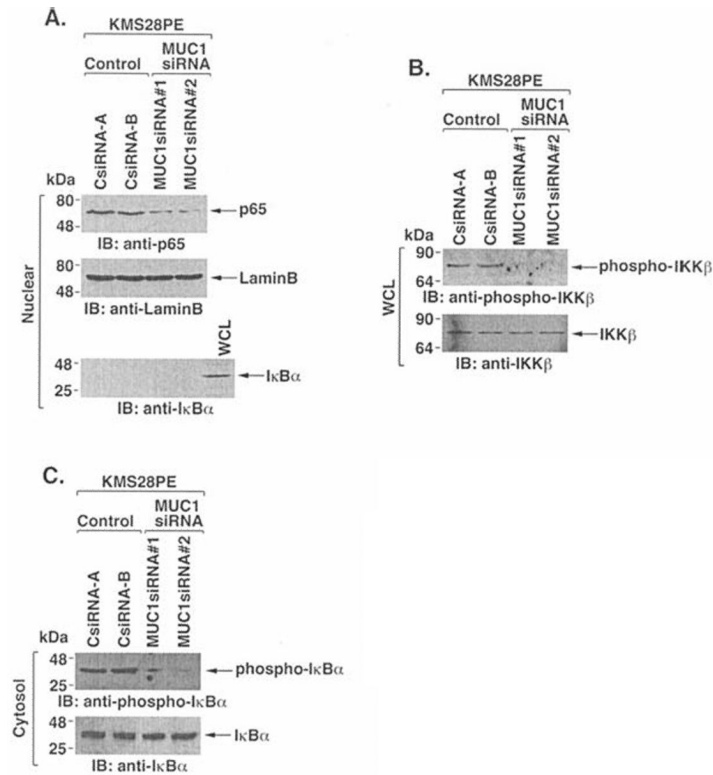 A.
KMS28PE
Control
MUC1
siRNA
CsiRNA-A
CsiRNA-B
MUC1siRNA#1
MUC1siRNA#2
kDa
Nuclear
80
48
p65
IB: anti-p65
80
48
LaminB
IB: anti-LaminB
WCL
48
25
IκBα
IB: anti-IκBα
B.
KMS28PE
Control
MUC1
siRNA
CsiRNA-A
CsiRNA-B
MUC1siRNA#1
MUC1siRNA#2
kDa
WCL
90
64
phospho-IKKβ
IB: anti-phospho-IKKβ
90
64
IKKβ
IB: anti-IKKβ
C.
KMS28PE
Control
MUC1
siRNA
CsiRNA-A
CsiRNA-B
MUC1siRNA#1
MUC1siRNA#2
kDa
Cytosol
48
25
phospho-IκBα
IB: anti-phospho-IκBα
48
25
IκBα
IB: anti-IκBα